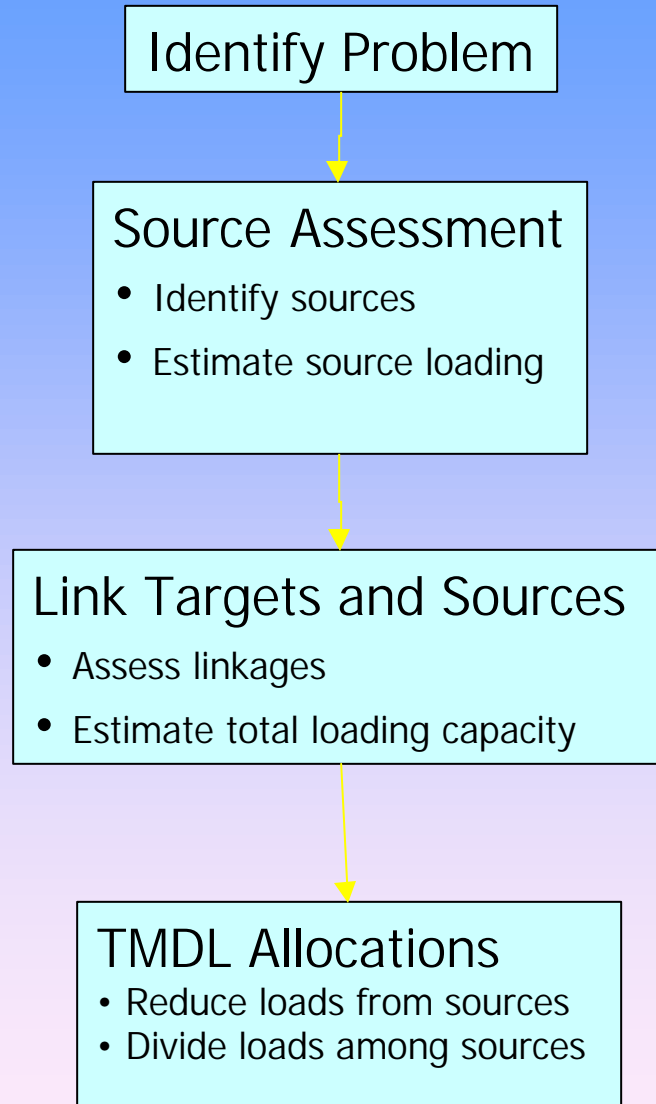 Identify Problem
Source Assessment
• Identify sources
• Estimate source loading
Link Targets and Sources
• Assess linkages
• Estimate total loading capacity
TMDL Allocations
• Reduce loads from sources
• Divide loads among sources